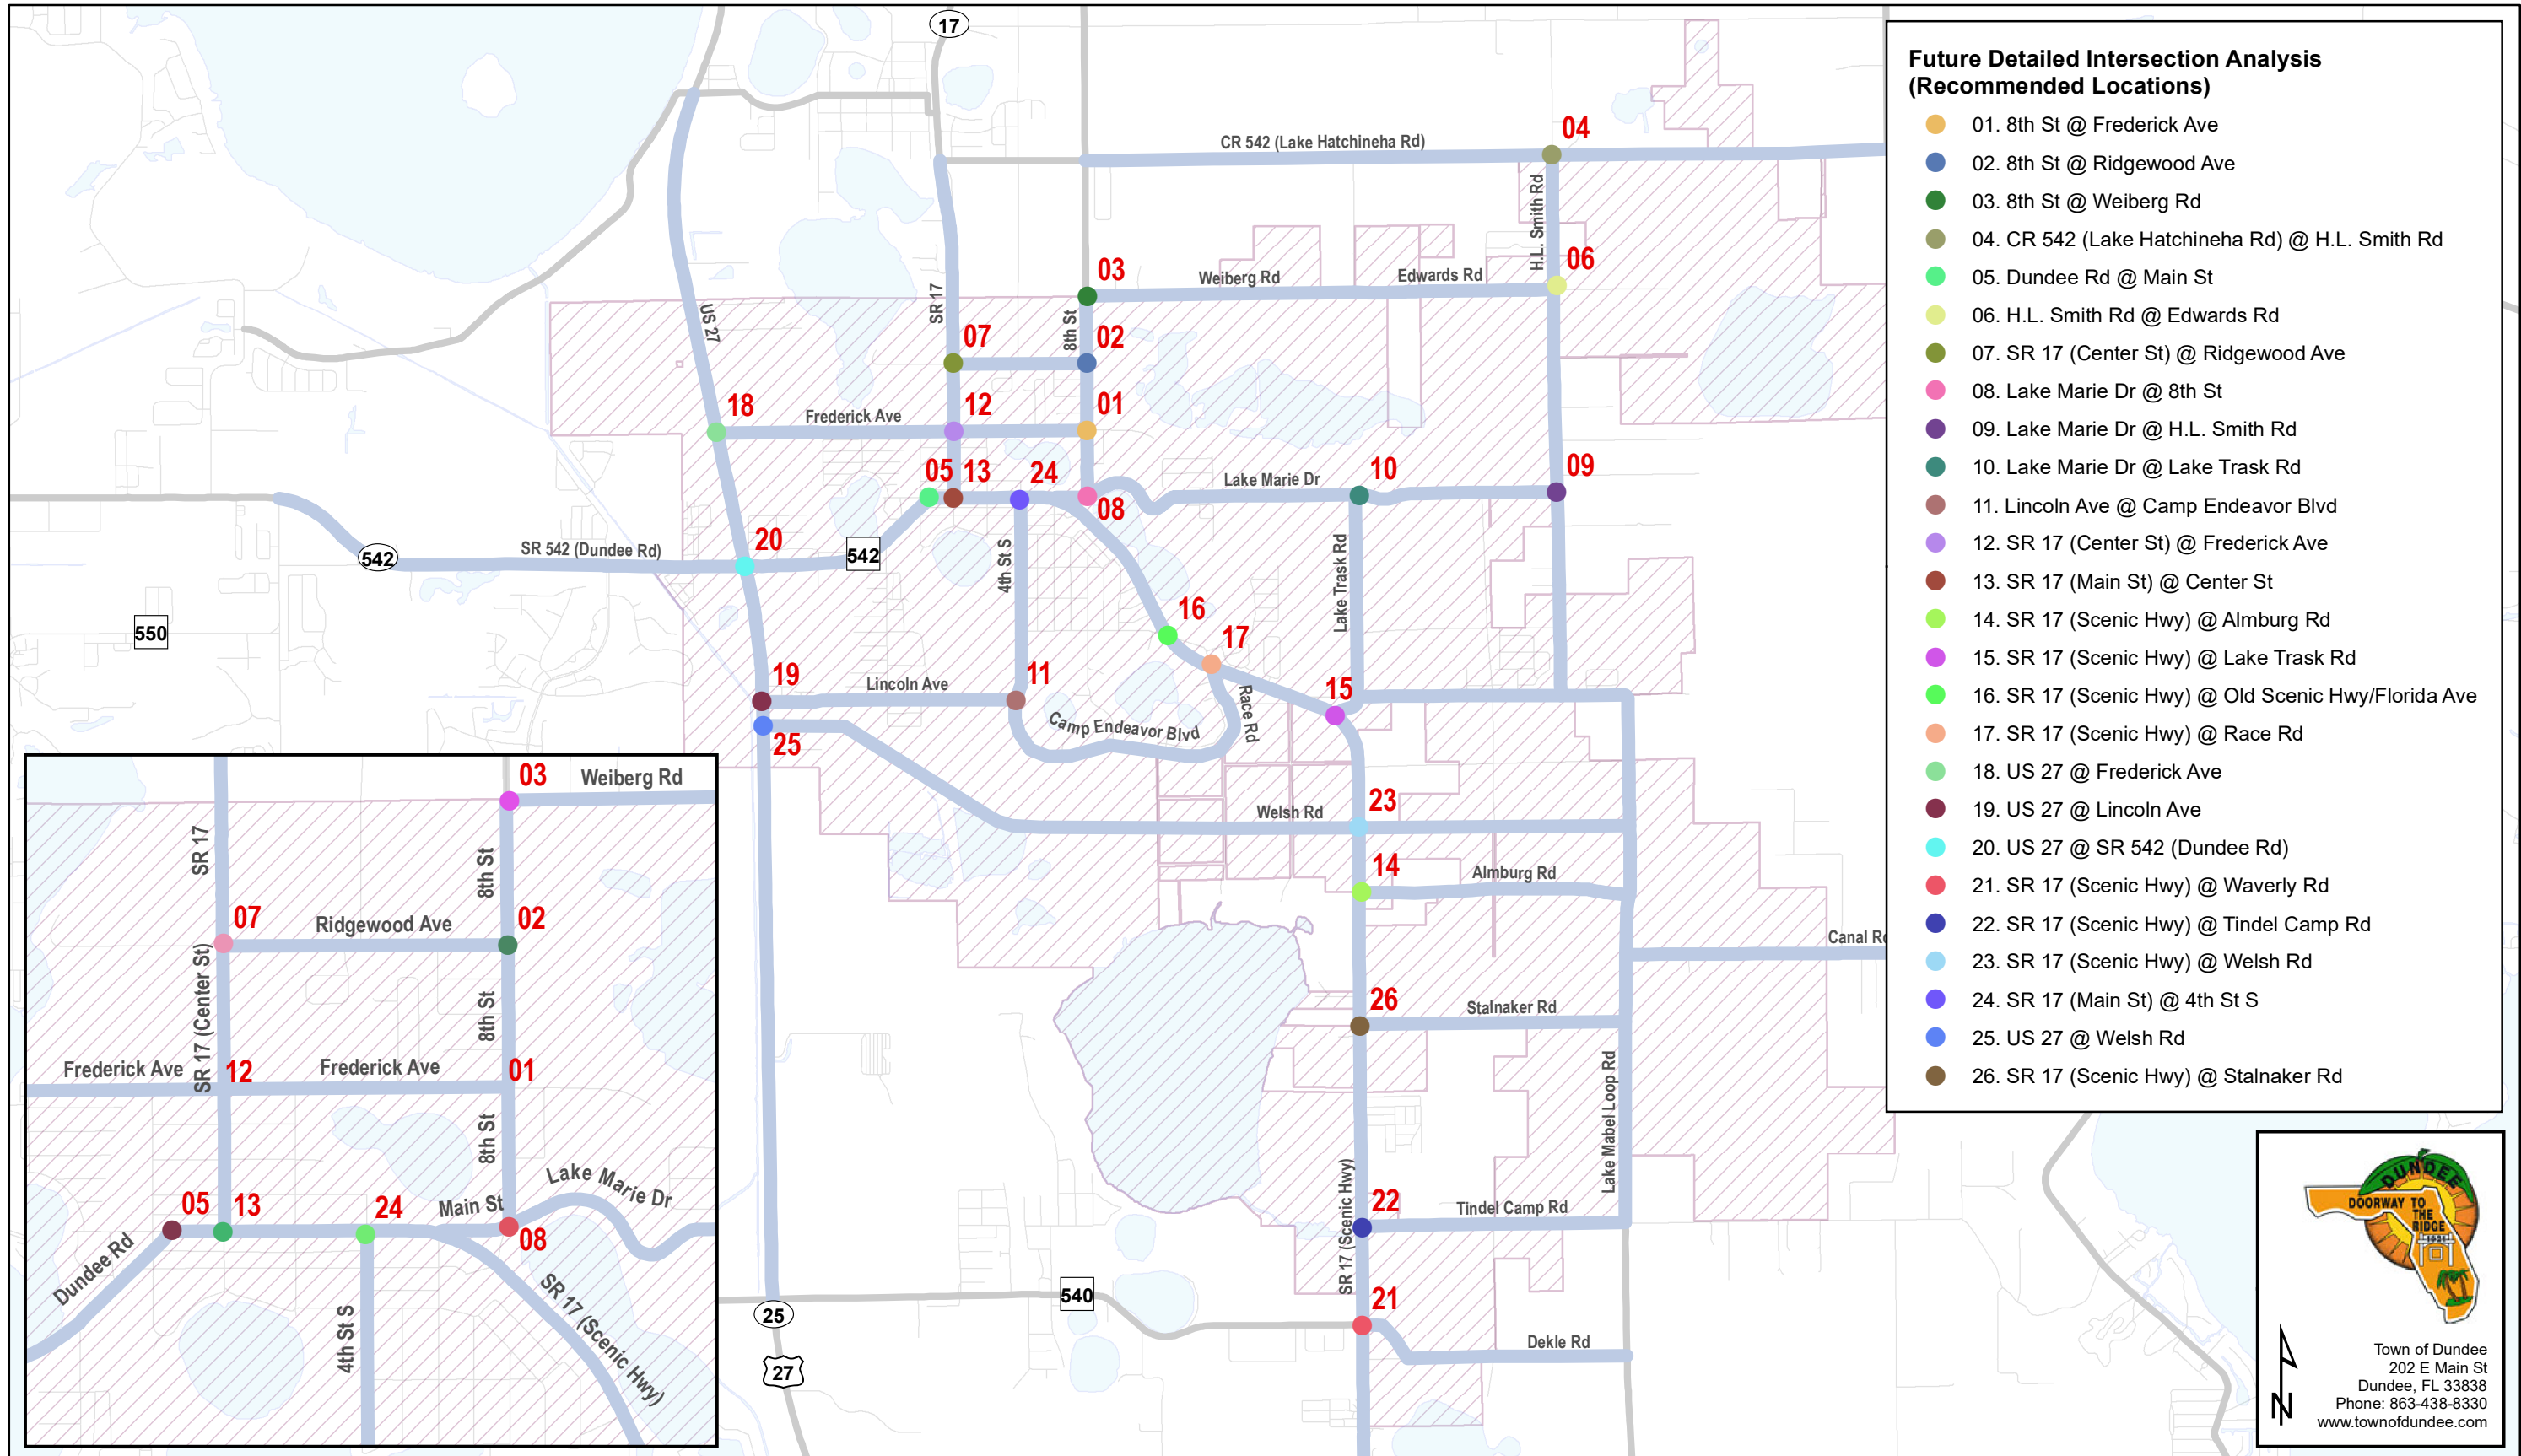 17
04
CR 542 (Lake Hatchineha Rd)
H.L. Smith Rd
03
06
Weiberg Rd
Edwards Rd
US 27
SR 17
8th St
07
02
18
12
01
Frederick Ave
05
13
24
10
09
Lake Marie Dr
08
20
542
SR 542 (Dundee Rd)
542
4th St S
Lake Trask Rd
550
16
17
19
11
15
Lincoln Ave
Race Rd
Camp Endeavor Blvd
25
23
Welsh Rd
14
Almburg Rd
Canal Rd
26
Stalnaker Rd
Lake Mabel Loop Rd
22
Tindel Camp Rd
SR 17 (Scenic Hwy)
21
540
25
Dekle Rd
27
03
Weiberg Rd
SR 17
8th St
07
Ridgewood Ave
02
SR 17 (Center St)
8th St
Frederick Ave
12
Frederick Ave
01
8th St
05
13
24
Main St
Lake Marie Dr
08
Dundee Rd
4th St S
SR 17 (Scenic Hwy)
Future Detailed Intersection Analysis
(Recommended Locations)
01. 8th St @ Frederick Ave
02. 8th St @ Ridgewood Ave
03. 8th St @ Weiberg Rd
04. CR 542 (Lake Hatchineha Rd) @ H.L. Smith Rd
05. Dundee Rd @ Main St
06. H.L. Smith Rd @ Edwards Rd
07. SR 17 (Center St) @ Ridgewood Ave
08. Lake Marie Dr @ 8th St
09. Lake Marie Dr @ H.L. Smith Rd
10. Lake Marie Dr @ Lake Trask Rd
11. Lincoln Ave @ Camp Endeavor Blvd
12. SR 17 (Center St) @ Frederick Ave
13. SR 17 (Main St) @ Center St
14. SR 17 (Scenic Hwy) @ Almburg Rd
15. SR 17 (Scenic Hwy) @ Lake Trask Rd
16. SR 17 (Scenic Hwy) @ Old Scenic Hwy/Florida Ave
17. SR 17 (Scenic Hwy) @ Race Rd
18. US 27 @ Frederick Ave
19. US 27 @ Lincoln Ave
20. US 27 @ SR 542 (Dundee Rd)
21. SR 17 (Scenic Hwy) @ Waverly Rd
22. SR 17 (Scenic Hwy) @ Tindel Camp Rd
23. SR 17 (Scenic Hwy) @ Welsh Rd
24. SR 17 (Main St) @ 4th St S
25. US 27 @ Welsh Rd
26. SR 17 (Scenic Hwy) @ Stalnaker Rd
DUNDEE
DOORWAY TO
THE
RIDGE
N
Town of Dundee
202 E Main St
Dundee, FL 33838
Phone: 863-438-8330
www.townofdundee.com